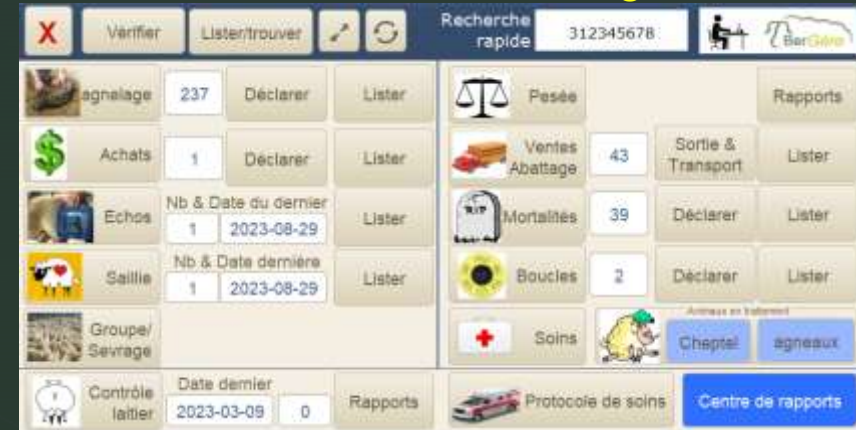 X Vérifier Lister/trouver Recherche rapide 312345678 BerGère
agnelage 237 Déclarer Lister
Achats 1 Déclarer Lister
Echos Nb & Date du dernier 1 2023-08-29 Lister
Saillie Nb & Date dernière 1 2023-08-29 Lister
Groupe/ Sevrage
Contrôle laitier Date dernier 2023-03-09 0 Rapports
Pesée Rapports
Ventes Abattage 43 Sortie & Transport Lister
RIP Mortalités 39 Déclarer Lister
Boucles 2 Déclarer Lister
Soins Animaux en traitement Cheptel agneaux
Protocole de soins Centre de rapports